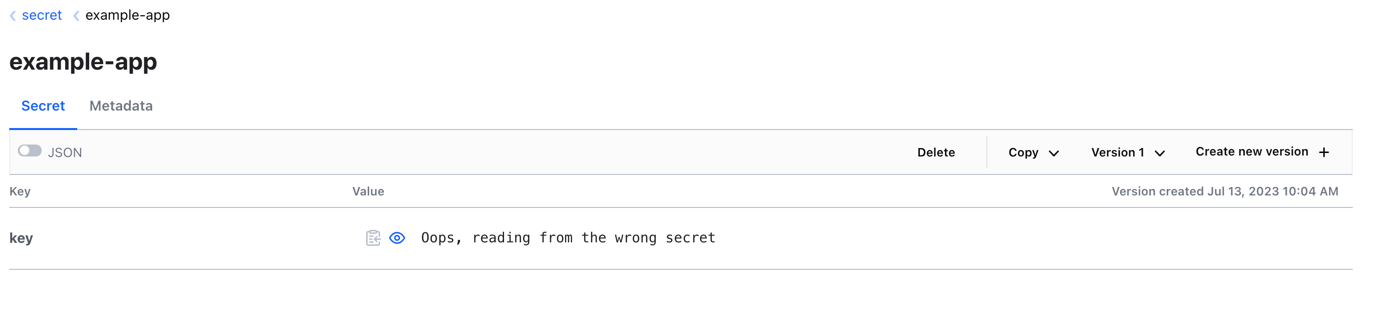 secret example-app
example-app
Secret Metadata
JSON Delete Copy Version 1 Create new version +
Key Value Version created Jul 13, 2023 10:04 AM
key Oops, reading from the wrong secret